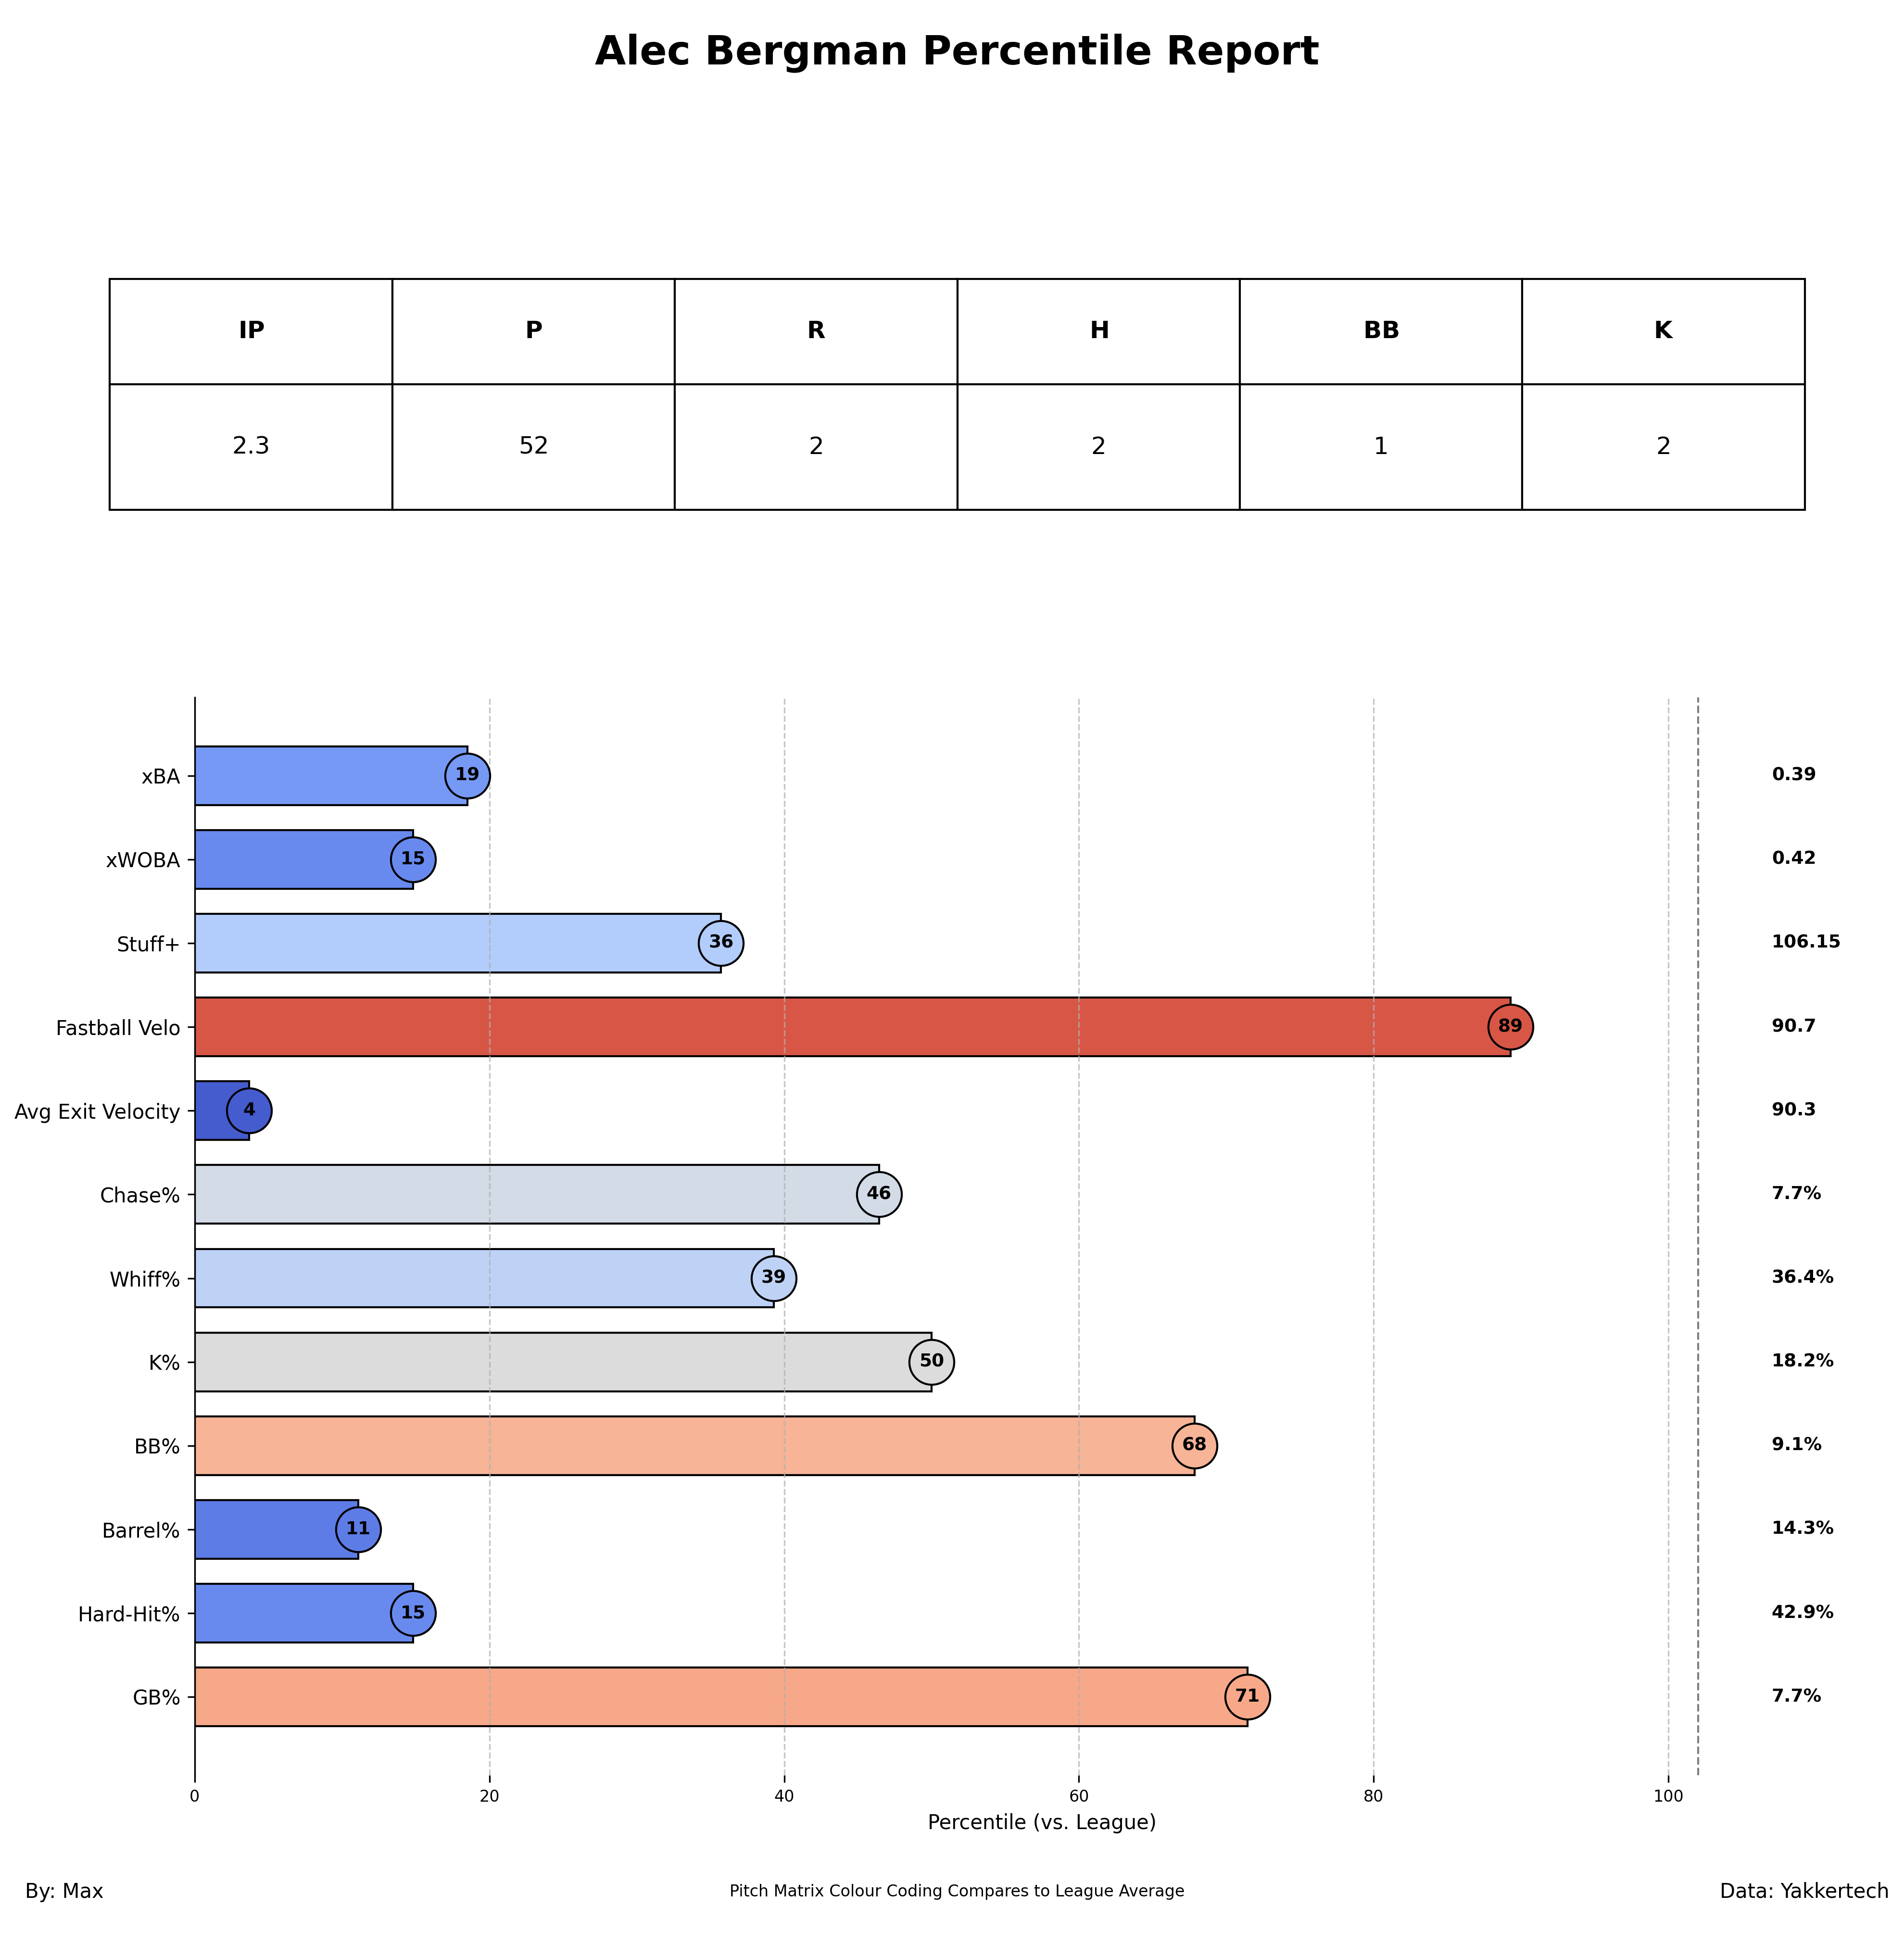 Alec Bergman Percentile Report
IP P R H BB K
2.3 52 2 2 1 2
xBA 19 0.39
xWOBA 15 0.42
Stuff+ 36 106.15
Fastball Velo 89 90.7
Avg Exit Velocity 4 90.3
Chase% 46 7.7%
Whiff% 39 36.4%
K% 50 18.2%
BB% 68 9.1%
Barrel% 11 14.3%
Hard-Hit% 15 42.9%
GB% 71 7.7%
0 20 40 60 80 100
Percentile (vs. League)
By: Max Pitch Matrix Colour Coding Compares to League Average Data: Yakkertech